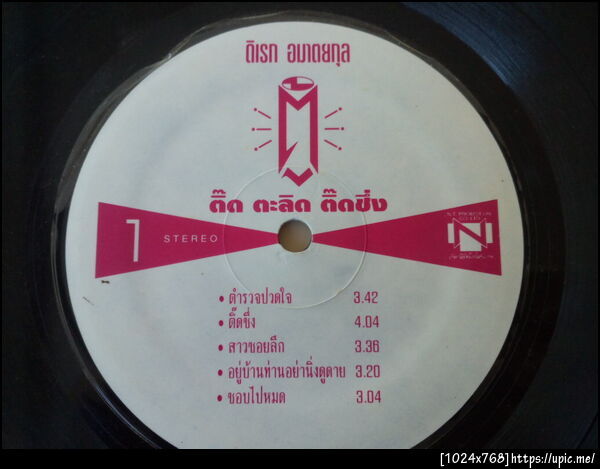 ดิเรก อมาตยกุล
ติ๊ด ตะลิด ติ๊ดชึ่ง
1 STEREO
N
• ตำรวจปวดใจ 3.42
• ติ๊ดชึ่ง 4.04
• สาวซอยลึก 3.36
• อยู่บ้านท่านอย่านิ่งดูดาย 3.20
• ชอบไปหมด 3.04
[1024x768]https://upic.me/